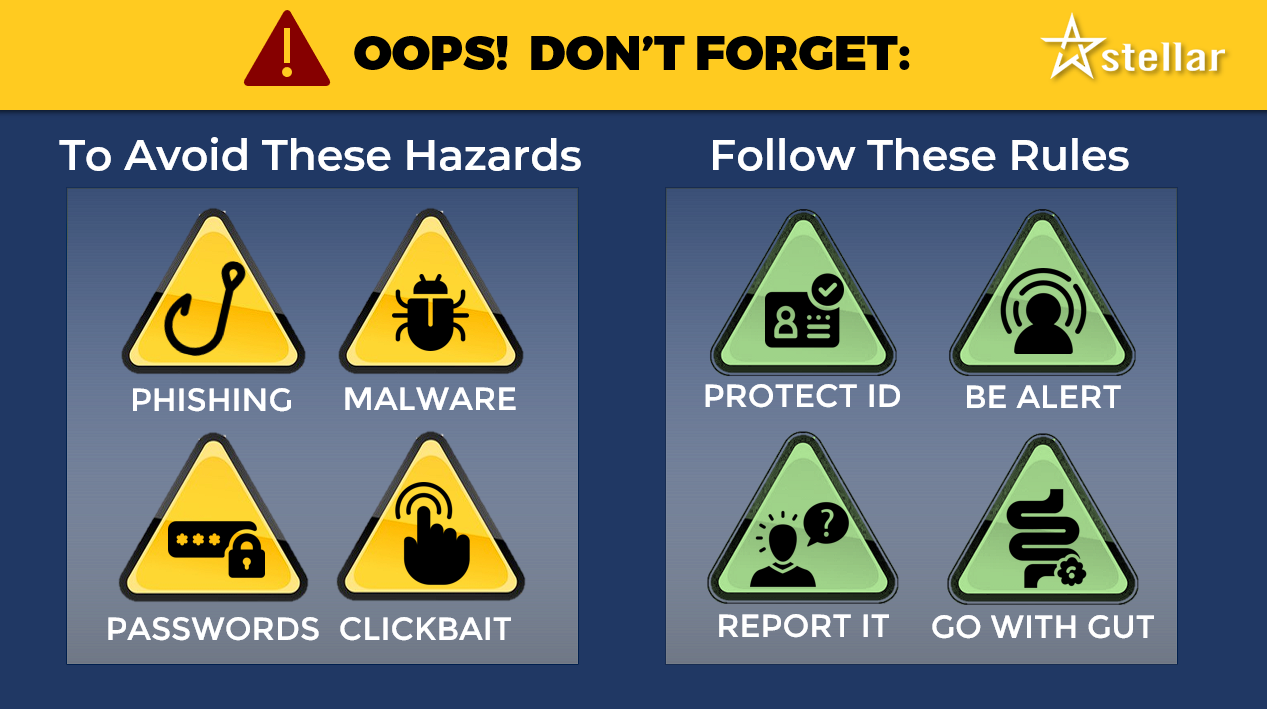 OOPS! DON'T FORGET:
stellar
To Avoid These Hazards
PHISHING
MALWARE
PASSWORDS
CLICKBAIT
Follow These Rules
PROTECT ID
BE ALERT
?
REPORT IT
GO WITH GUT